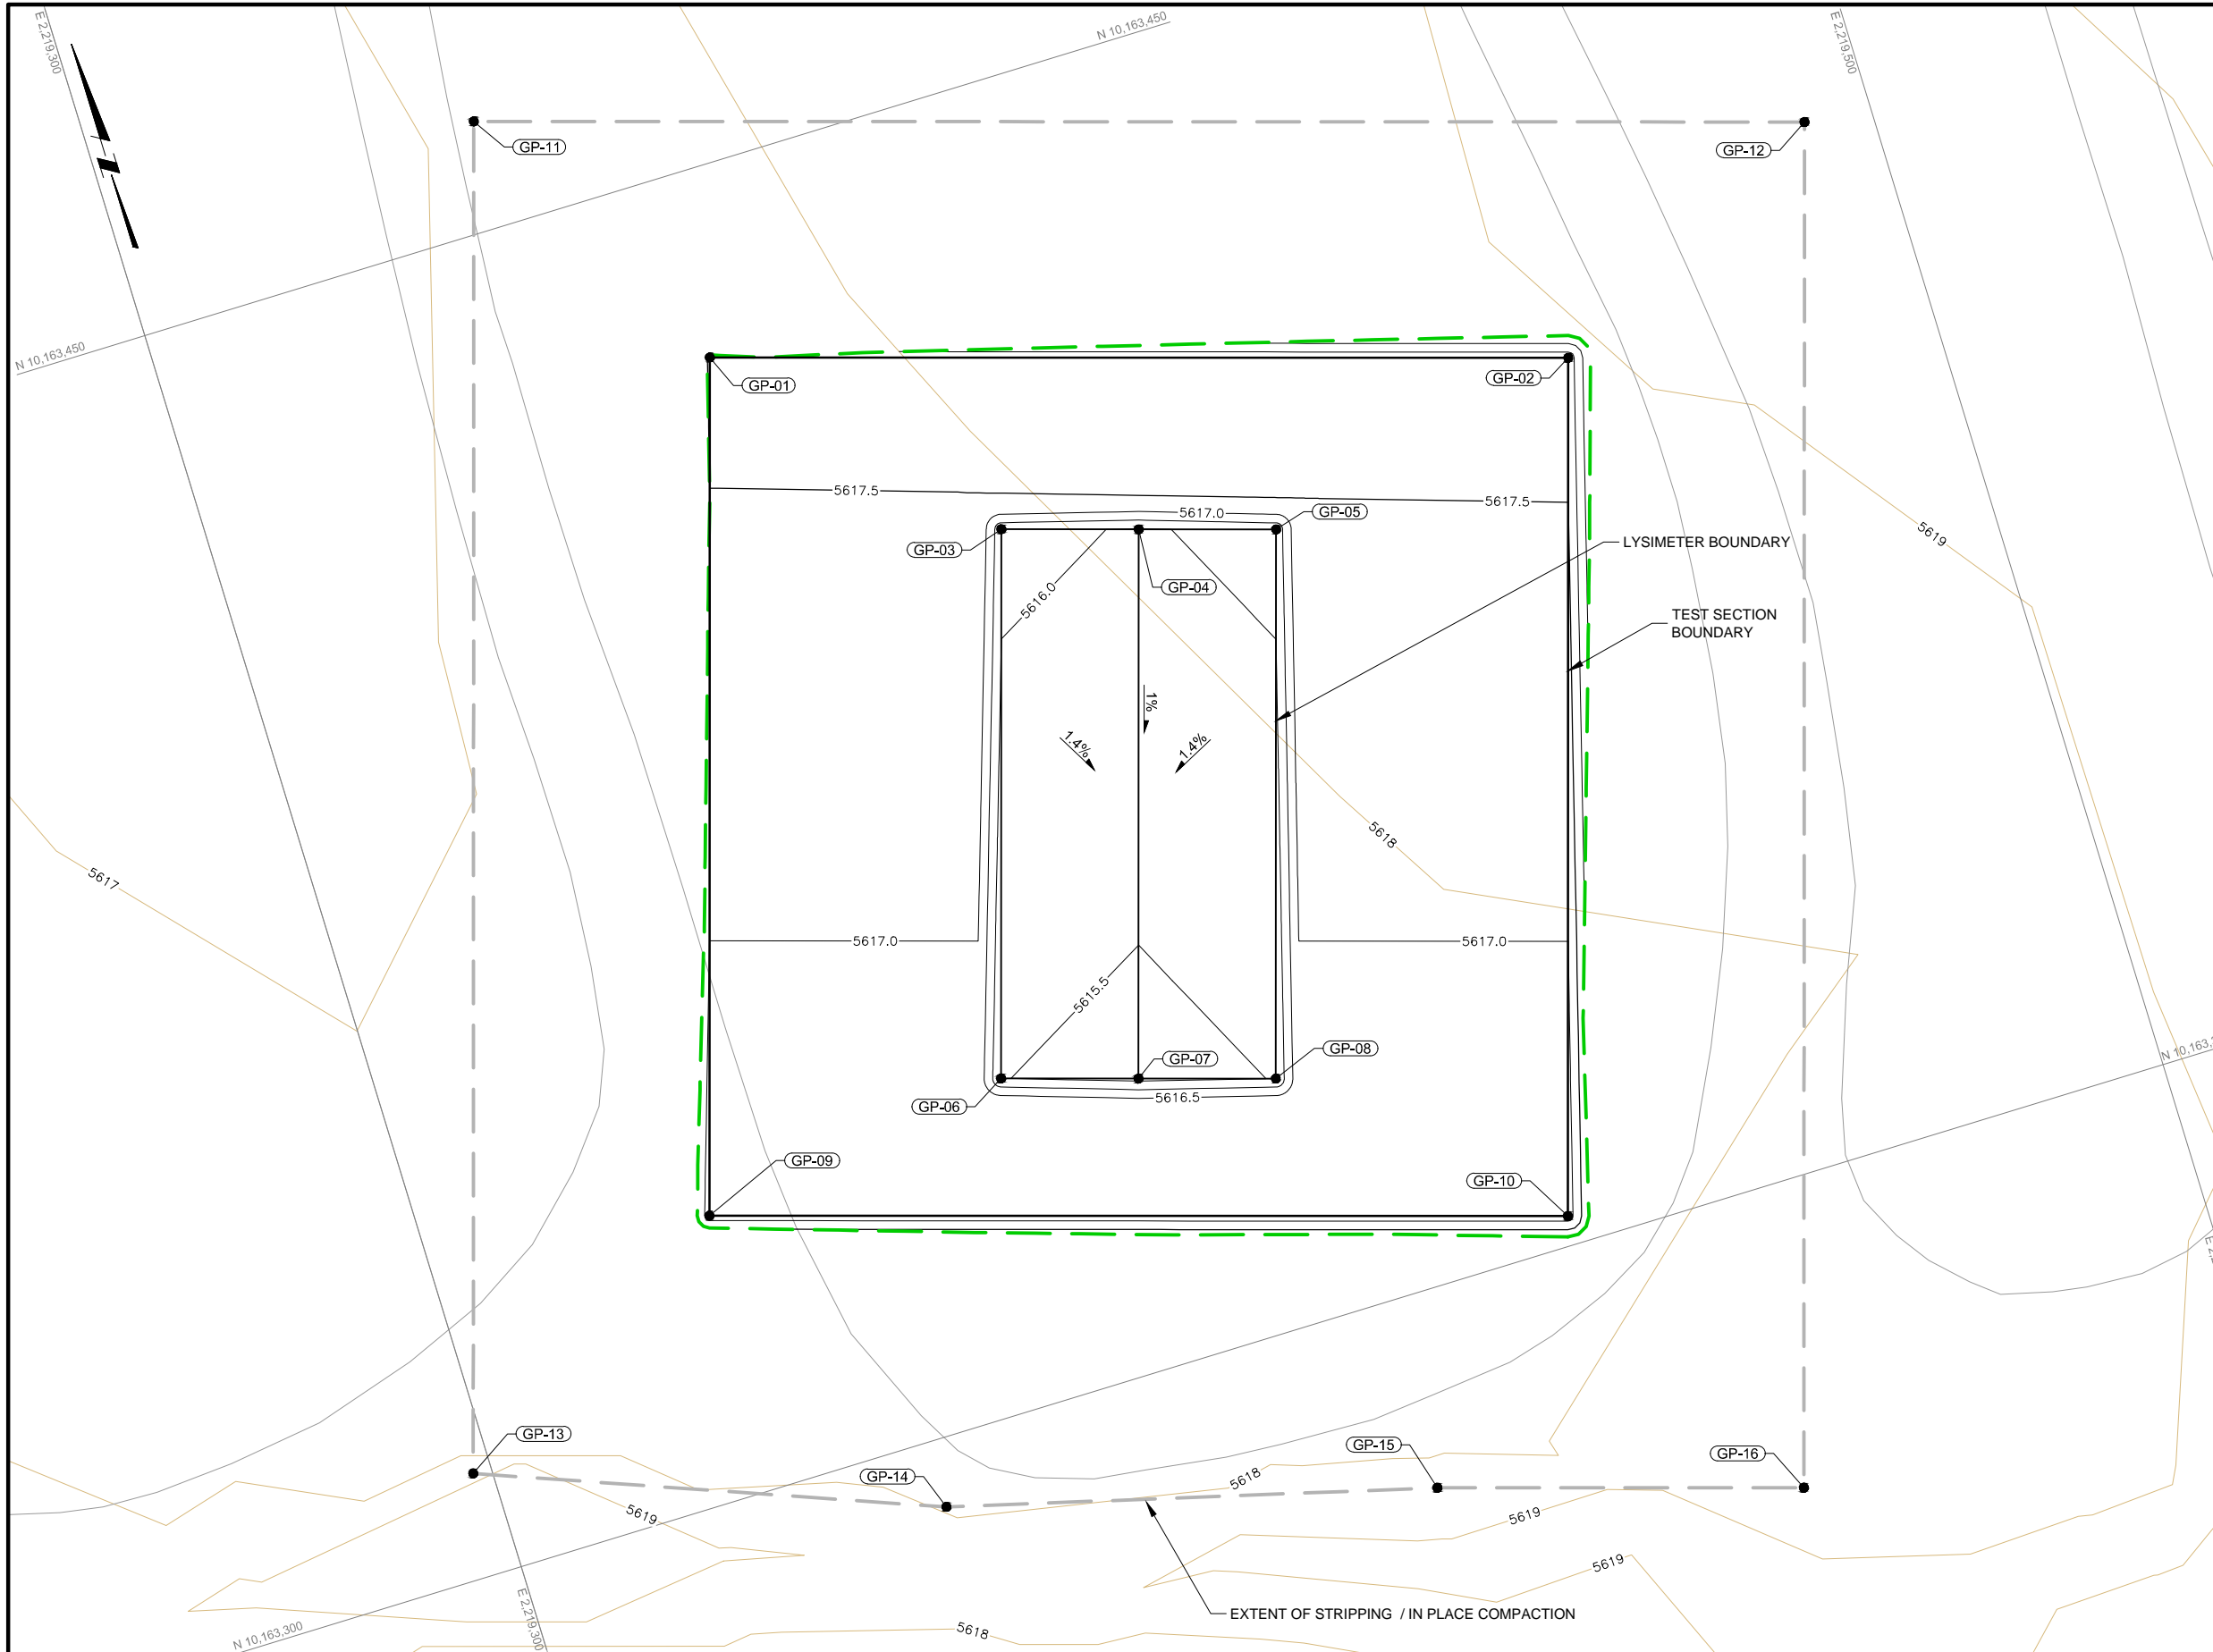 E 2,219,300
N 10,163,450
E 2,219,500
GP-11
GP-12
N 10,163,450
GP-01
GP-02
5617.5
5617.5
5617.0
GP-05
GP-03
5619
LYSIMETER BOUNDARY
GP-04
5616.0
TEST SECTION
BOUNDARY
1%
1.4%
1.4%
5618
5617
5617.0
5617.0
5615.5
GP-07
GP-08
5616.5
GP-06
GP-09
GP-10
GP-13
GP-14
GP-15
GP-16
5618
5619
5619
5619
EXTENT OF STRIPPING / IN PLACE COMPACTION
E 2,219,300
N 10,163,300
5618